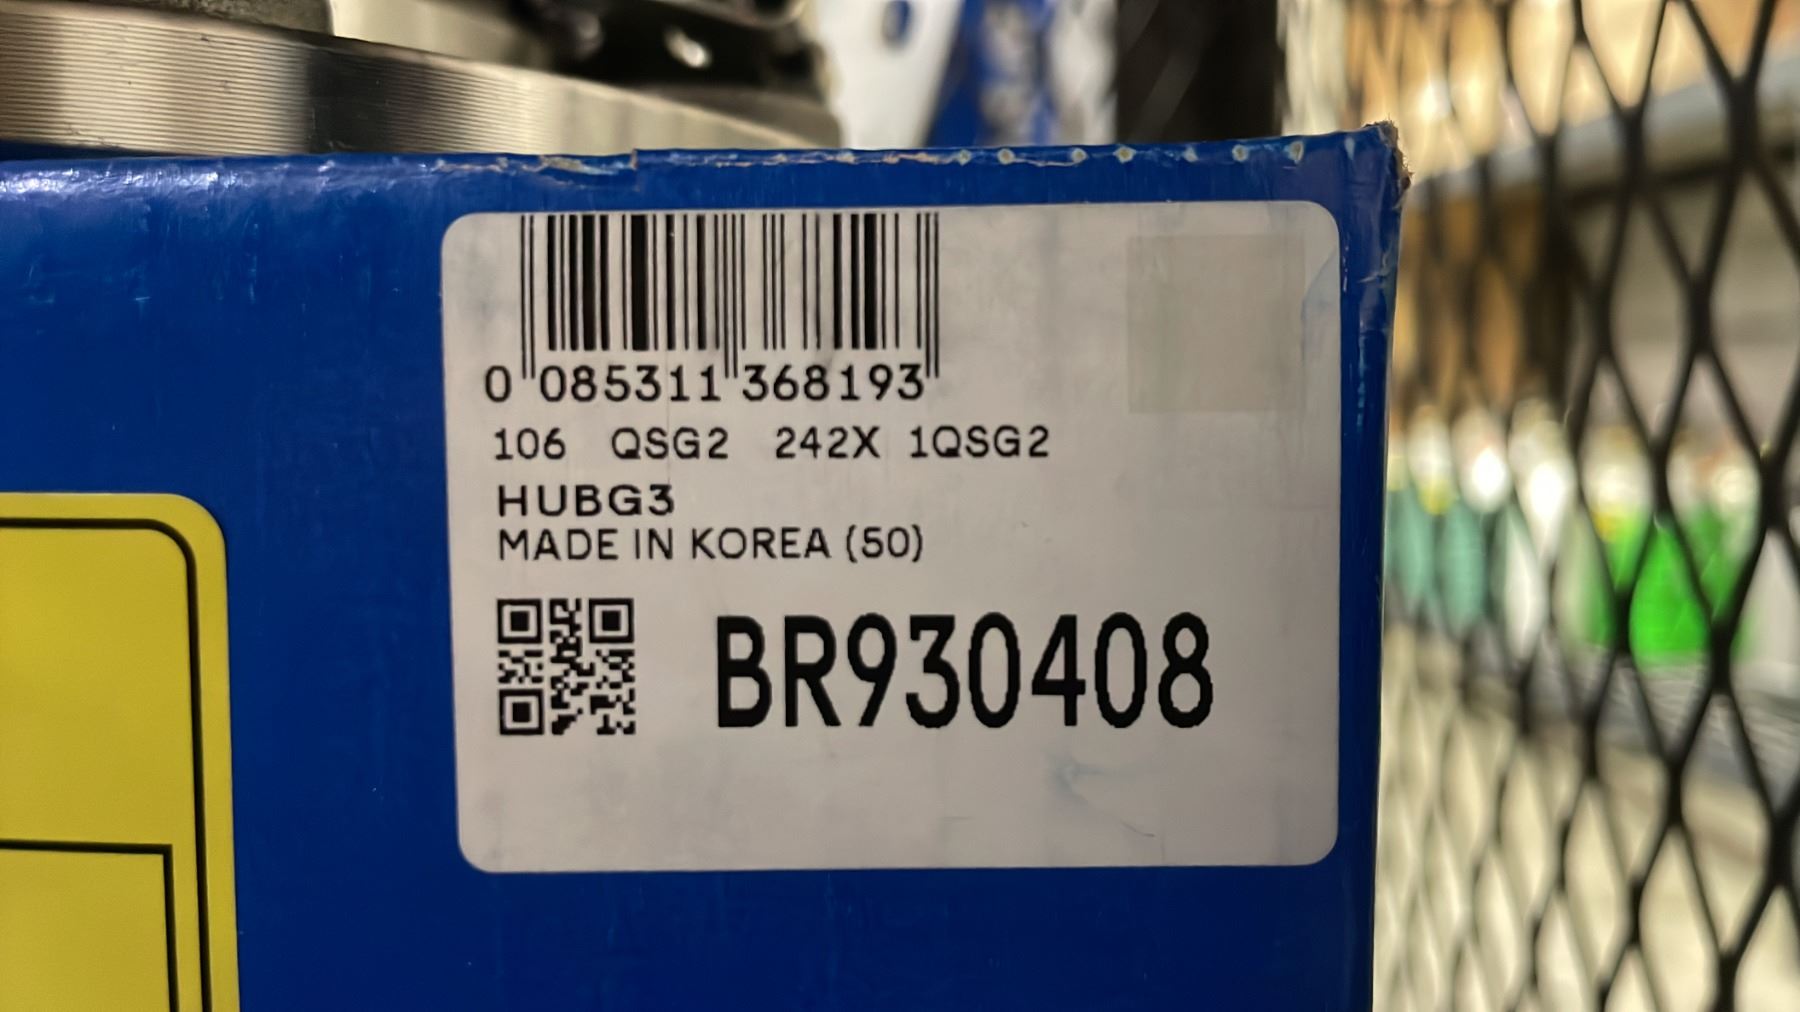 0 085311 368193
106 QSG2 242X 1QSG2
HUBG3
MADE IN KOREA (50)
BR930408